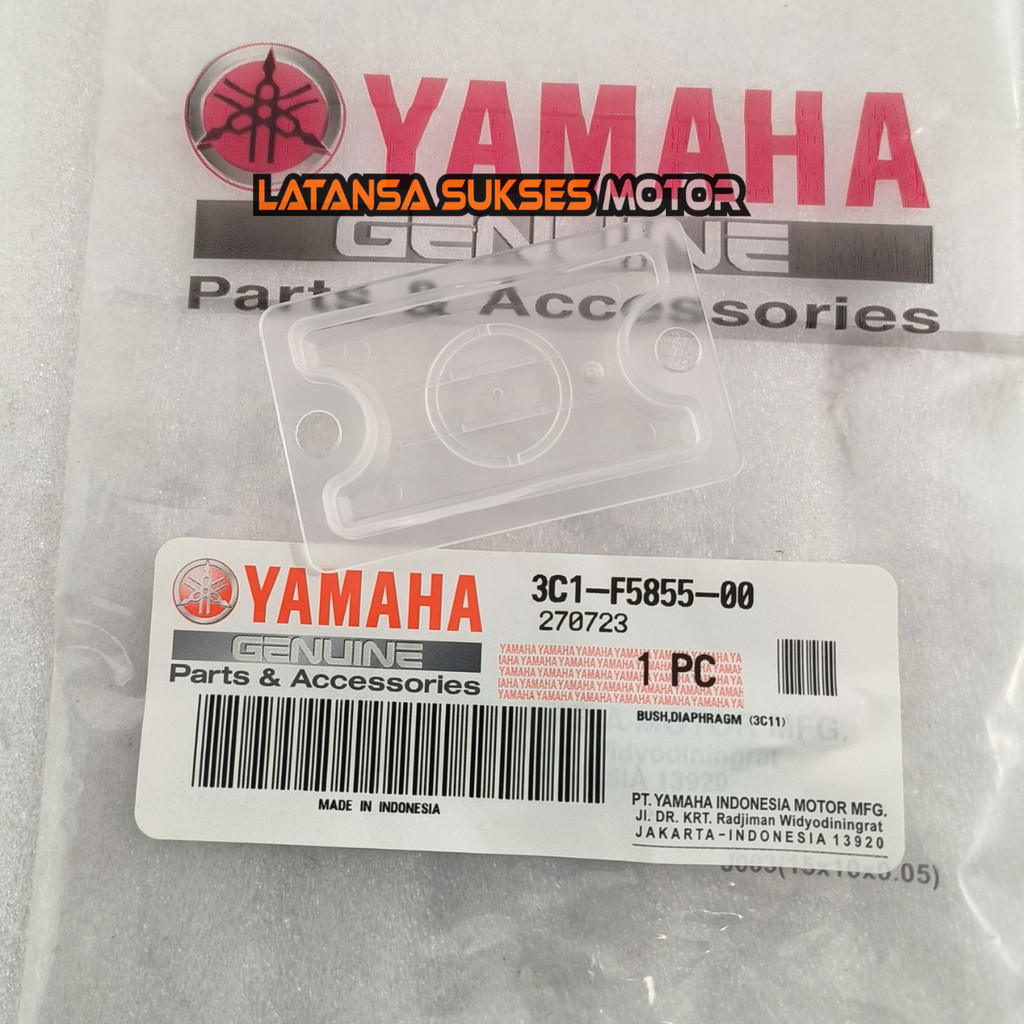 YAMAHA
LATANSA SUKSES MOTOR
GENUINE
Parts & Accessories
YAMAHA
GENUINE
Parts & Accessories
3C1-F5855-00
270723
1 PC
BUSH,DIAPHRAGM (3C11)
MADE IN INDONESIA
PT. YAMAHA INDONESIA MOTOR MFG.
Jl. DR. KRT. Radjiman Widyodiningrat
JAKARTA-INDONESIA 13920